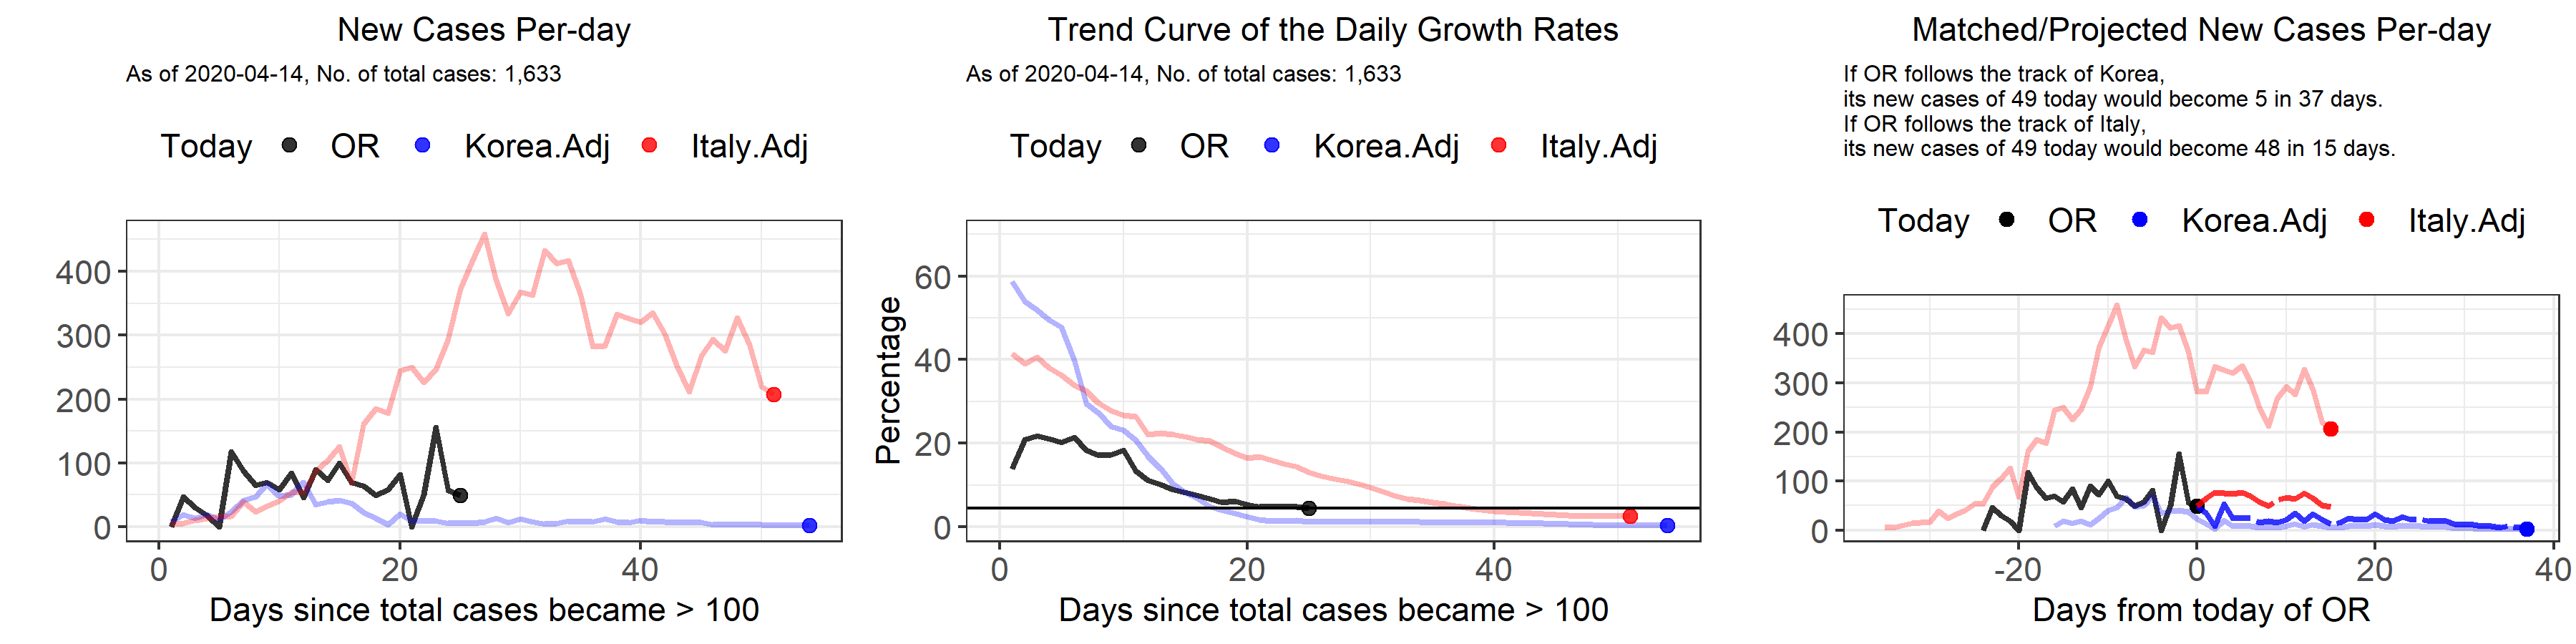 New Cases Per-day
As of 2020-04-14, No. of total cases: 1,633
Today OR Korea.Adj Italy.Adj
400
300
200
100
0
0 20 40
Days since total cases became > 100
Trend Curve of the Daily Growth Rates
As of 2020-04-14, No. of total cases: 1,633
Today OR Korea.Adj Italy.Adj
Percentage
60
40
20
0
0 20 40
Days since total cases became > 100
Matched/Projected New Cases Per-day
If OR follows the track of Korea,
its new cases of 49 today would become 5 in 37 days.
If OR follows the track of Italy,
its new cases of 49 today would become 48 in 15 days.
Today OR Korea.Adj Italy.Adj
400
300
200
100
0
-20 0 20 40
Days from today of OR